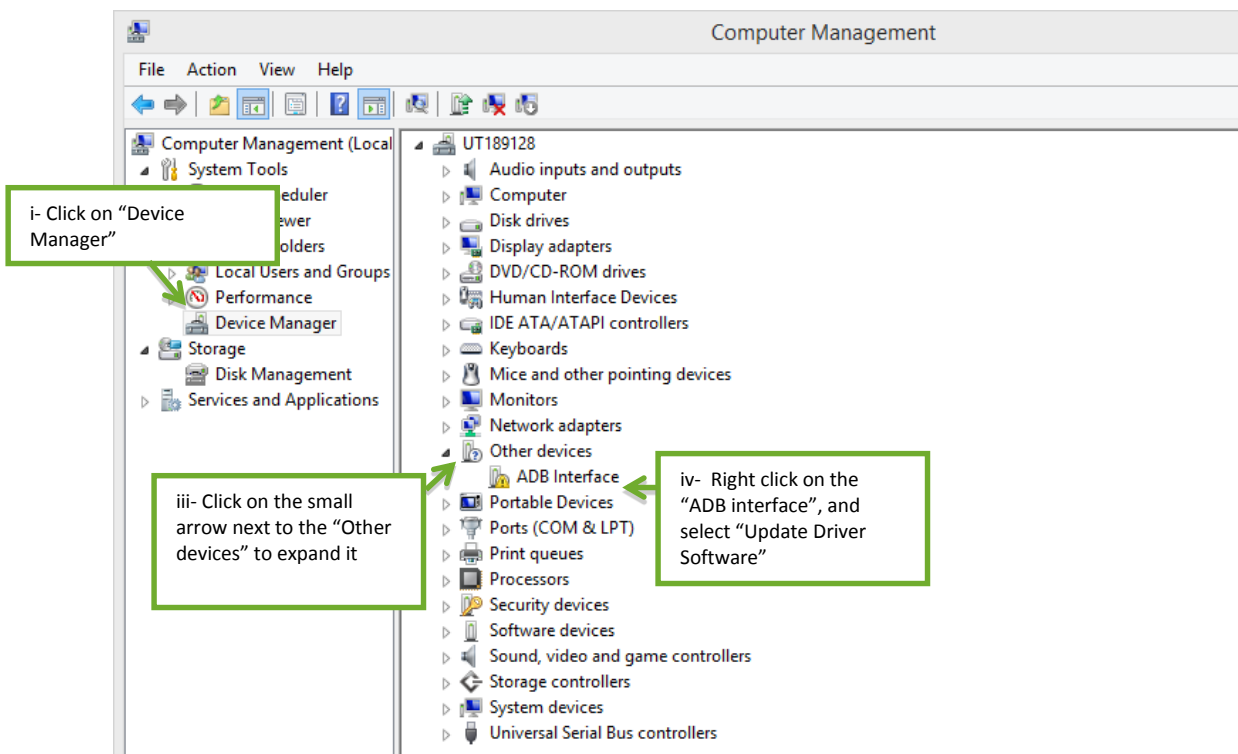 Computer Management
File Action View Help
Computer Management (Local
System Tools
eduler
ewer
olders
Local Users and Groups
Performance
Device Manager
Storage
Disk Management
Services and Applications
i- Click on “Device
Manager”
UT189128
Audio inputs and outputs
Computer
Disk drives
Display adapters
DVD/CD-ROM drives
Human Interface Devices
IDE ATA/ATAPI controllers
Keyboards
Mice and other pointing devices
Monitors
Network adapters
Other devices
ADB Interface
Portable Devices
Ports (COM & LPT)
Print queues
Processors
Security devices
Software devices
Sound, video and game controllers
Storage controllers
System devices
Universal Serial Bus controllers
iii- Click on the small
arrow next to the “Other
devices” to expand it
iv- Right click on the
“ADB interface”, and
select “Update Driver
Software”